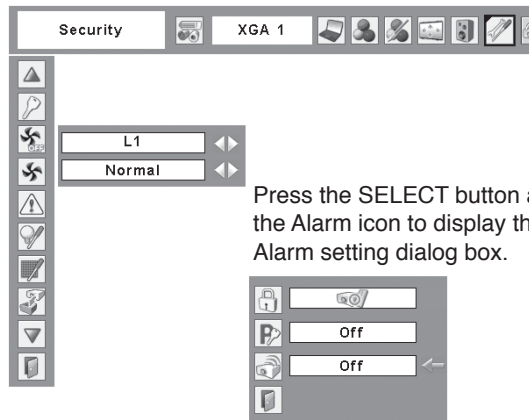 Security
XGA 1
OFF
L1
Normal
Press the SELECT button
the Alarm icon to display
Alarm setting dialog box.
P
Off
Off